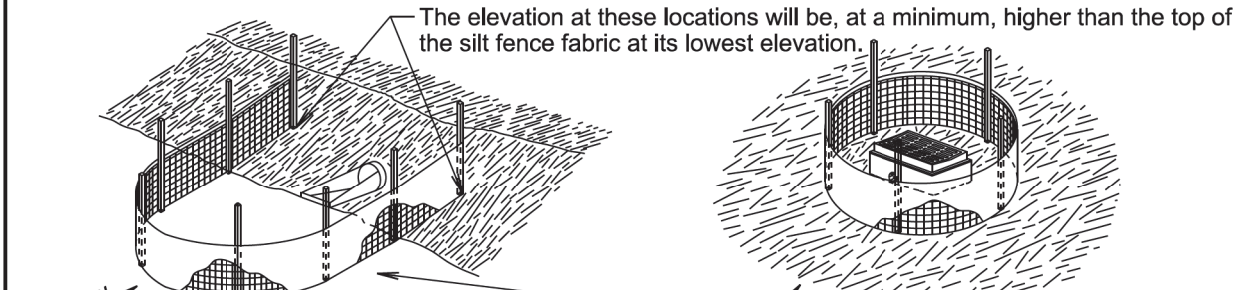 The elevation at these locations will be, at a minimum, higher than the top of
the silt fence fabric at its lowest elevation.